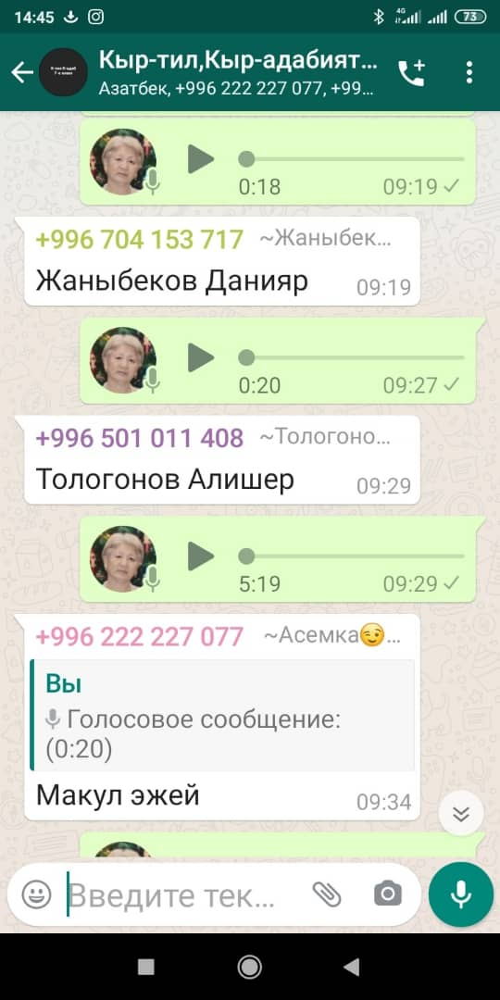 14:45
4G
73
Кыр-тил,Кыр-адабият...
Азатбек, +996 222 227 077, +99...
0:18
09:19
+996 704 153 717 ~Жаныбек...
Жаныбеков Данияр
09:19
0:20
09:27
+996 501 011 408 ~Тологоно...
Тологонов Алишер
09:29
5:19
09:29
+996 222 227 077 ~Асемка😉...
Вы
Голосовое сообщение:
(0:20)
Макул эжей
09:34
Введите тек...